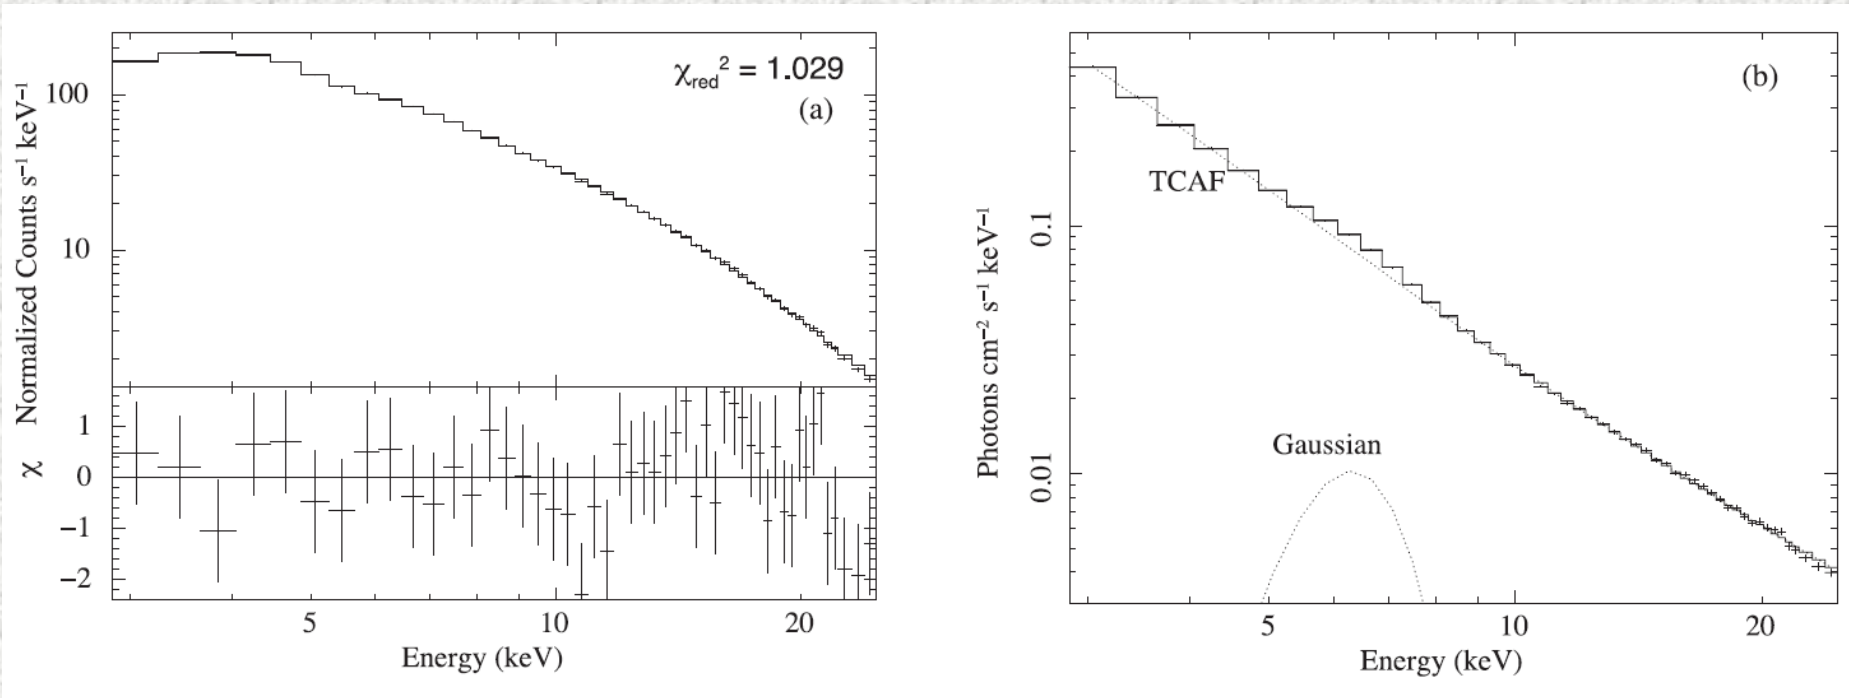 χred² = 1.029
(a)
100
10
Normalized Counts s⁻¹ keV⁻¹
1
0
−1
−2
χ
5 10 20
Energy (keV)
(b)
TCAF
Gaussian
0.1
0.01
Photons cm⁻² s⁻¹ keV⁻¹
5 10 20
Energy (keV)